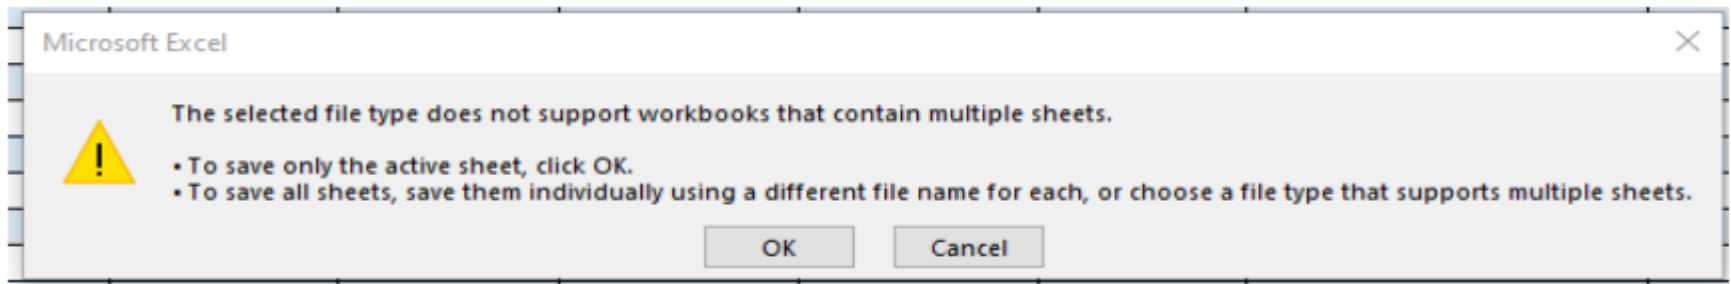 Microsoft Excel
The selected file type does not support workbooks that contain multiple sheets.
• To save only the active sheet, click OK.
• To save all sheets, save them individually using a different file name for each, or choose a file type that supports multiple sheets.
OK Cancel